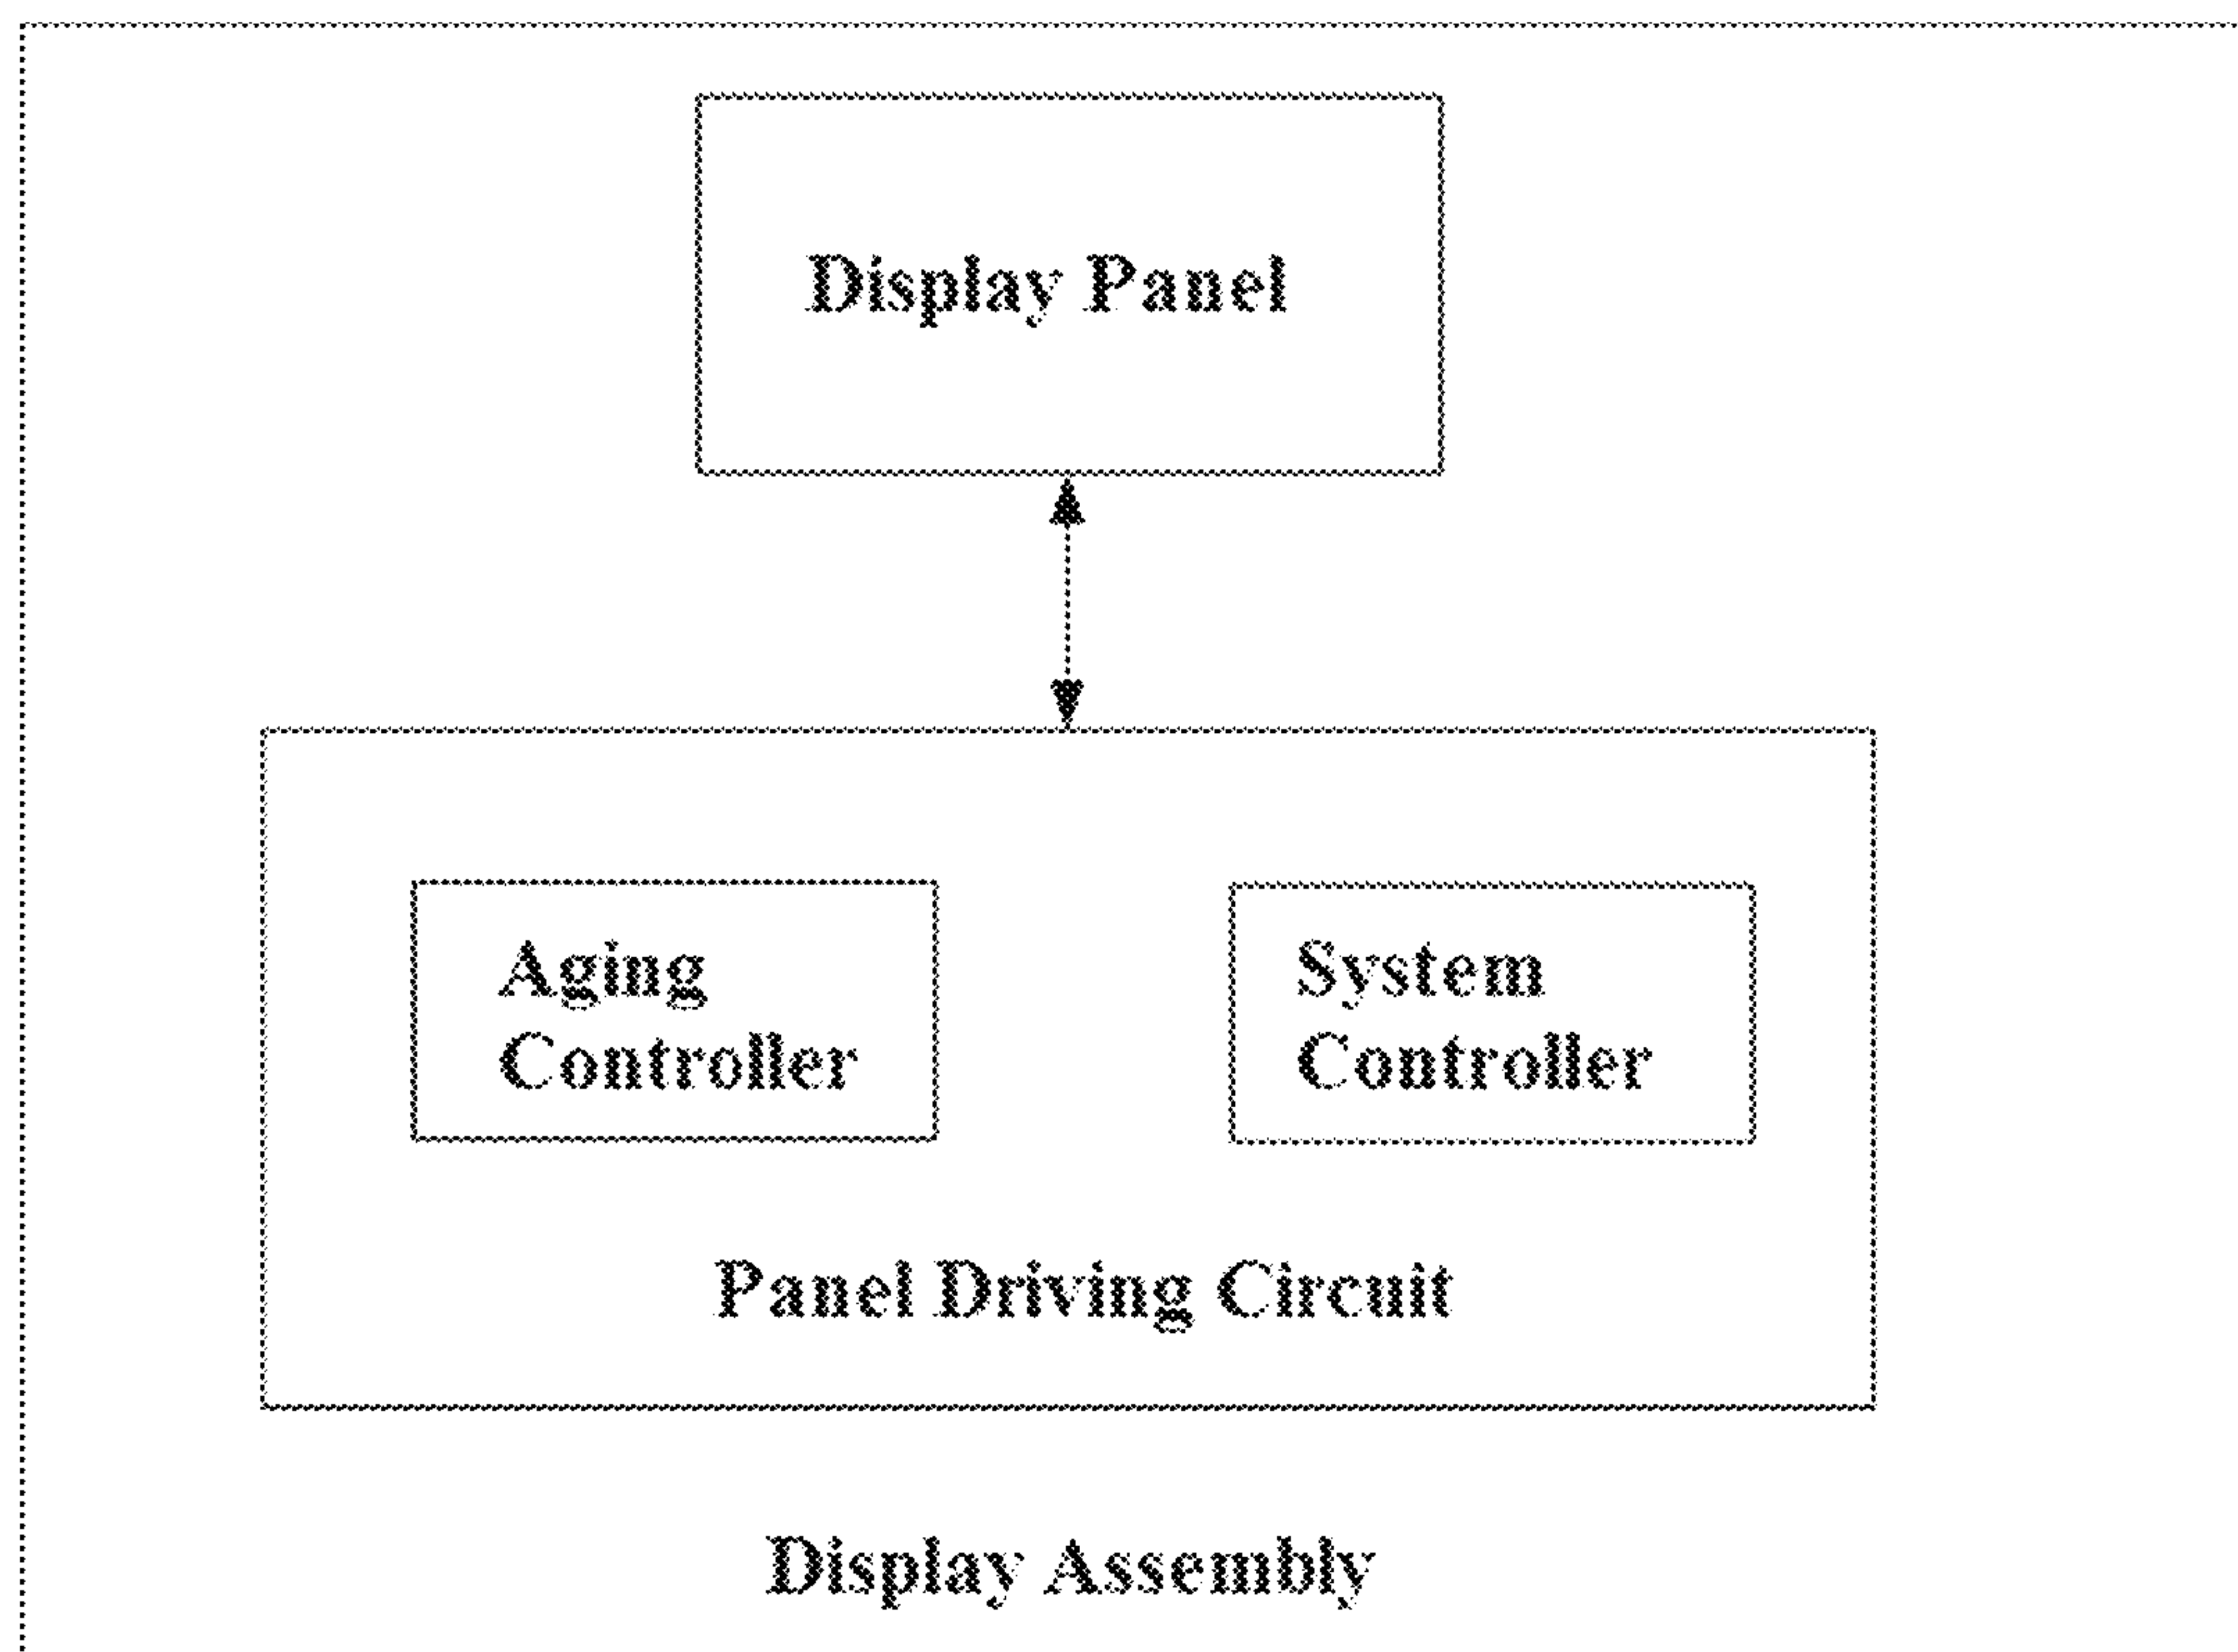 Display Panel
Aging
Controller
System
Controller
Panel Driving Circuit
Display Assembly